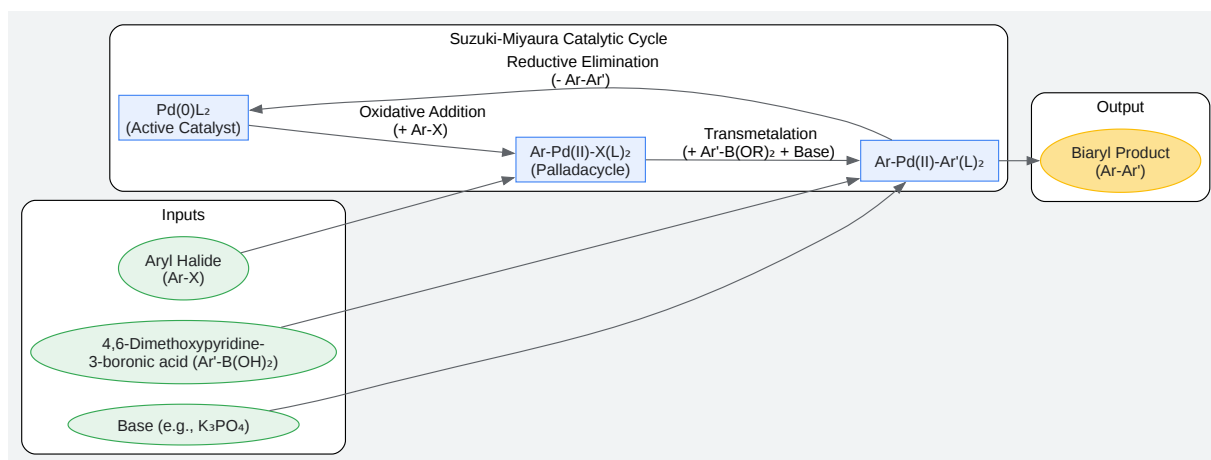 Suzuki-Miyaura Catalytic Cycle
Reductive Elimination
(- Ar-Ar')
Pd(0)L₂
(Active Catalyst)
Oxidative Addition
(+ Ar-X)
Ar-Pd(II)-X(L)₂
(Palladacycle)
Transmetalation
(+ Ar'-B(OR)₂ + Base)
Ar-Pd(II)-Ar'(L)₂
Output
Biaryl Product
(Ar-Ar')
Inputs
Aryl Halide
(Ar-X)
4,6-Dimethoxypyridine-
3-boronic acid (Ar'-B(OH)₂)
Base (e.g., K₃PO₄)